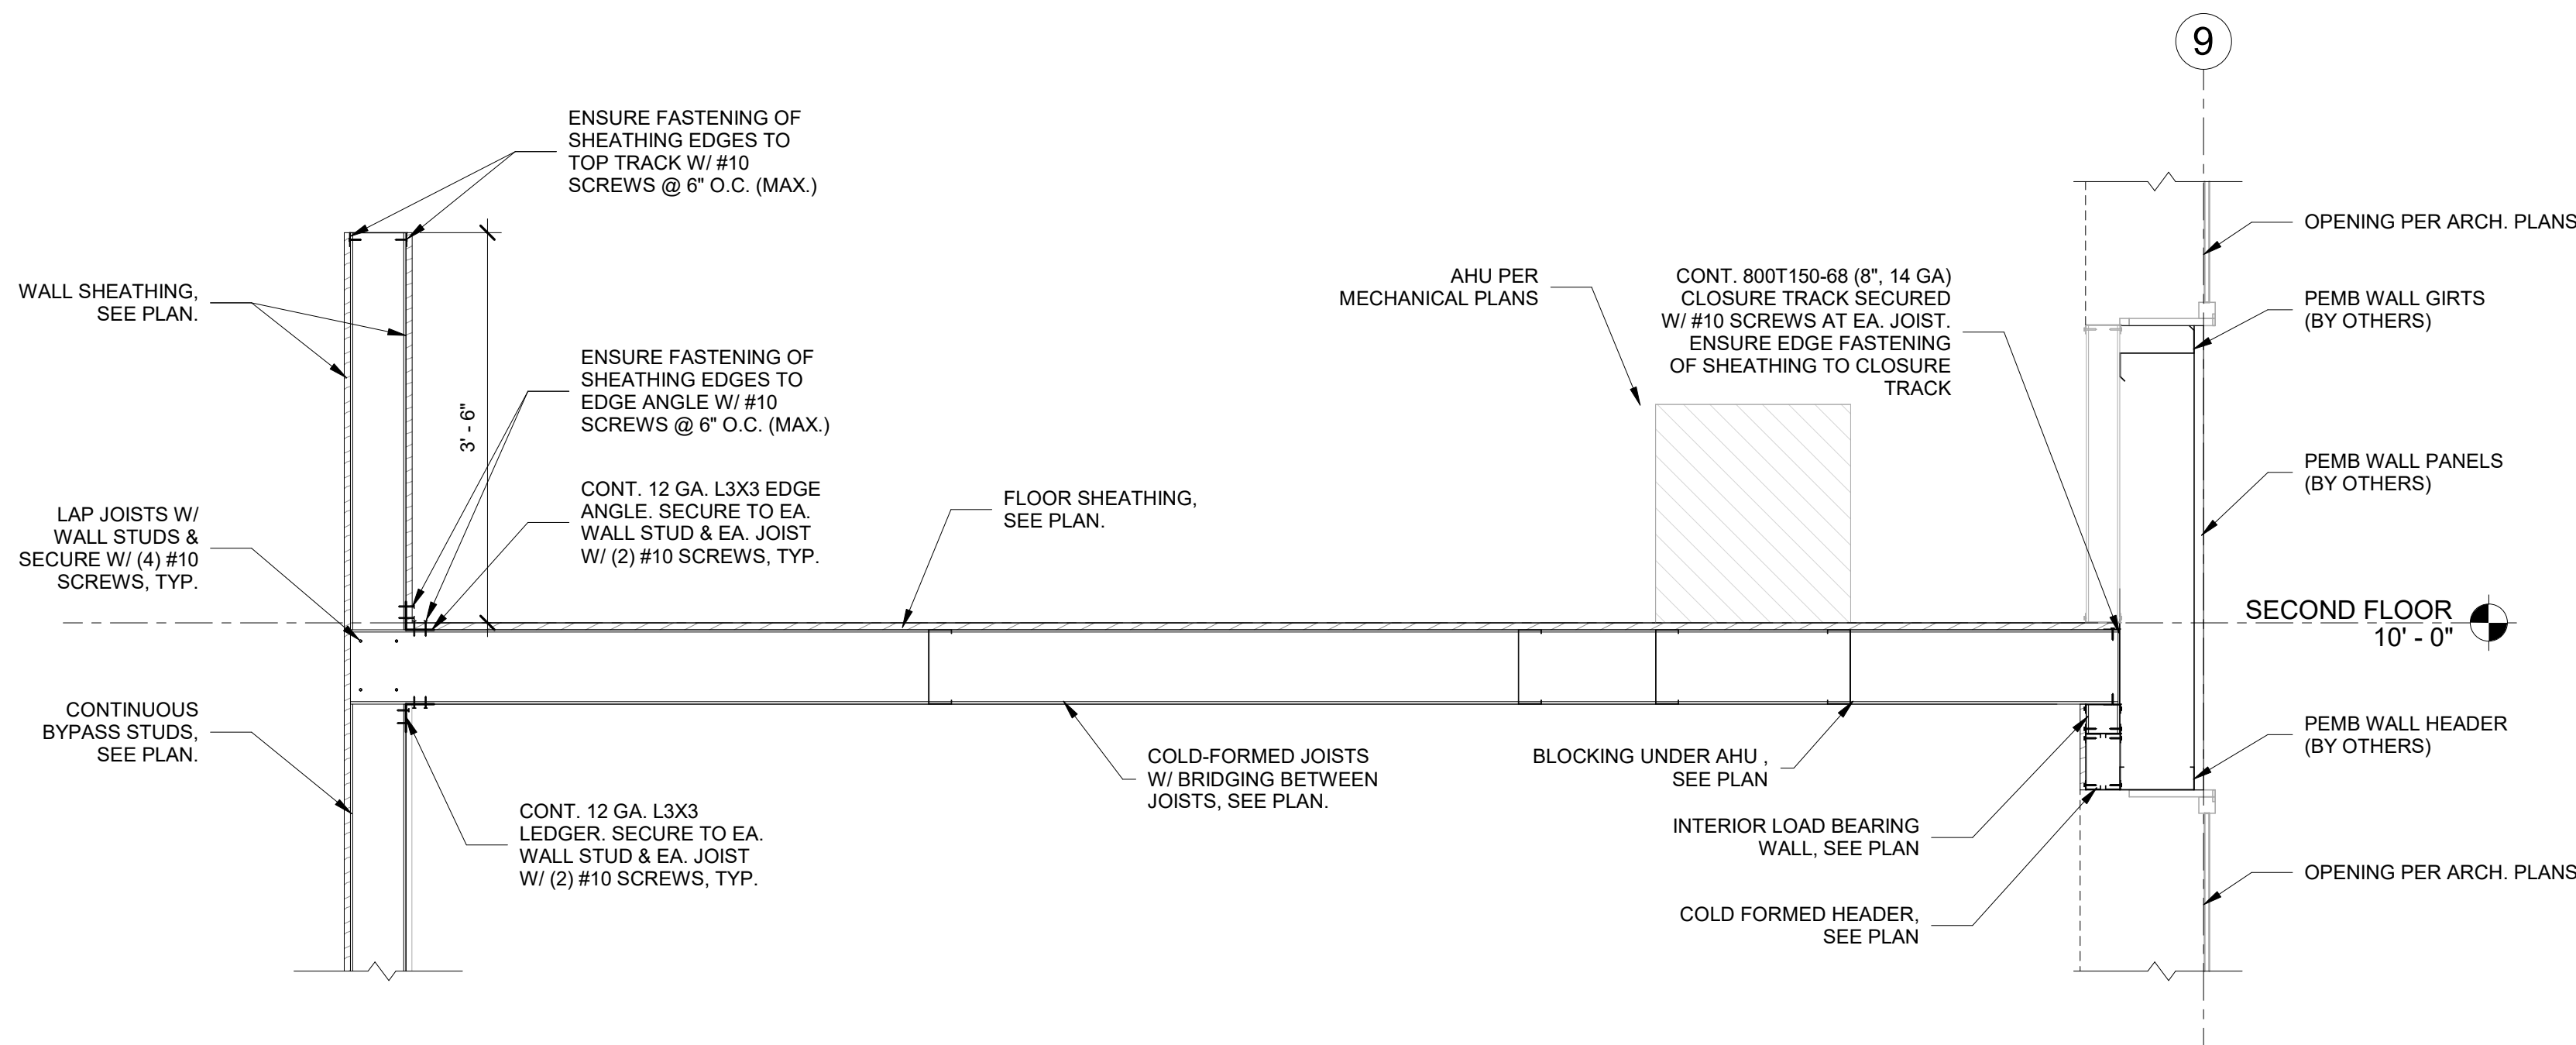 9
ENSURE FASTENING OF
SHEATHING EDGES TO
TOP TRACK W/ #10
SCREWS @ 6" O.C. (MAX.)
WALL SHEATHING,
SEE PLAN.
ENSURE FASTENING OF
SHEATHING EDGES TO
EDGE ANGLE W/ #10
SCREWS @ 6" O.C. (MAX.)
3' - 6"
CONT. 12 GA. L3X3 EDGE
ANGLE. SECURE TO EA.
WALL STUD & EA. JOIST
W/ (2) #10 SCREWS, TYP.
LAP JOISTS W/
WALL STUDS &
SECURE W/ (4) #10
SCREWS, TYP.
CONTINUOUS
BYPASS STUDS,
SEE PLAN.
CONT. 12 GA. L3X3
LEDGER. SECURE TO EA.
WALL STUD & EA. JOIST
W/ (2) #10 SCREWS, TYP.
FLOOR SHEATHING,
SEE PLAN.
COLD-FORMED JOISTS
W/ BRIDGING BETWEEN
JOISTS, SEE PLAN.
AHU PER
MECHANICAL PLANS
CONT. 800T150-68 (8", 14 GA)
CLOSURE TRACK SECURED
W/ #10 SCREWS AT EA. JOIST.
ENSURE EDGE FASTENING
OF SHEATHING TO CLOSURE
TRACK
BLOCKING UNDER AHU ,
SEE PLAN
INTERIOR LOAD BEARING
WALL, SEE PLAN
COLD FORMED HEADER,
SEE PLAN
OPENING PER ARCH. PLANS
PEMB WALL GIRTS
(BY OTHERS)
PEMB WALL PANELS
(BY OTHERS)
SECOND FLOOR
10' - 0"
PEMB WALL HEADER
(BY OTHERS)
OPENING PER ARCH. PLANS